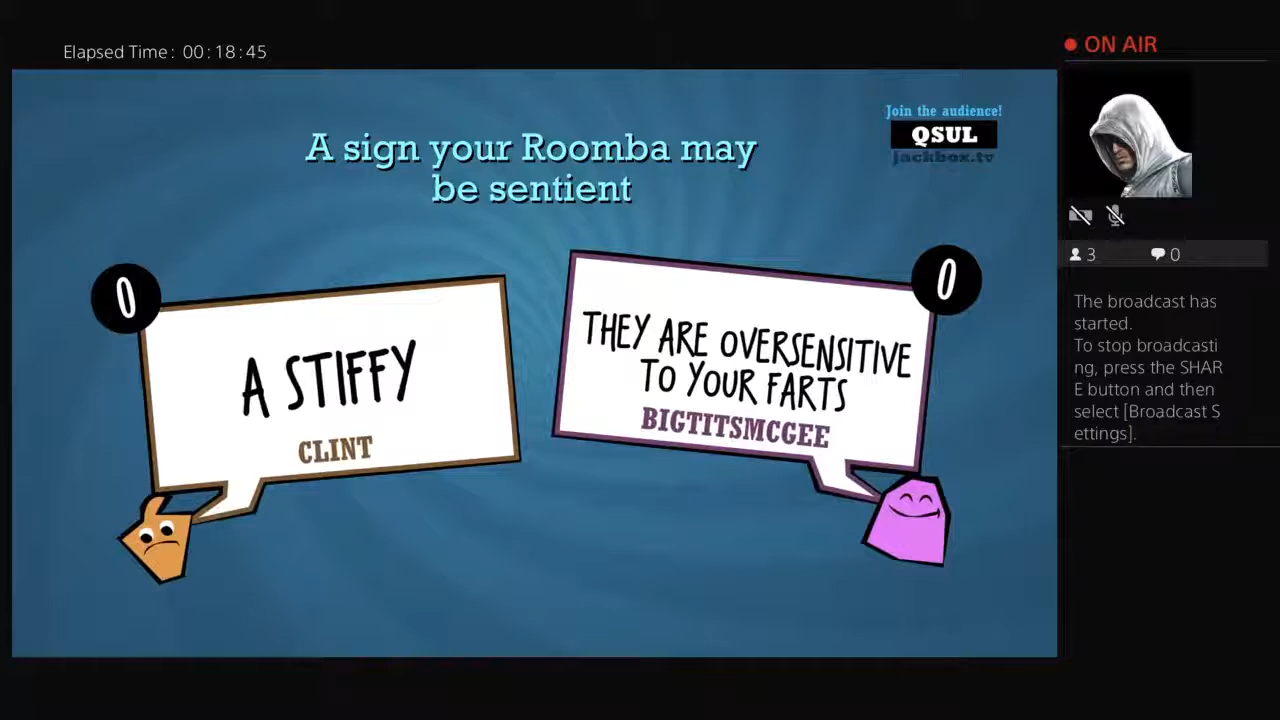 Elapsed Time: 00:18:45
ON AIR
Join the audience!
QSUL
jackbox.tv
A sign your Roomba may
be sentient
0
0
A STIFFY
CLINT
THEY ARE OVERSENSITIVE
TO YOUR FARTS
BIGTITSMCGEE
3
0
The broadcast has
started.
To stop broadcasti
ng, press the SHAR
E button and then
select [Broadcast S
ettings].